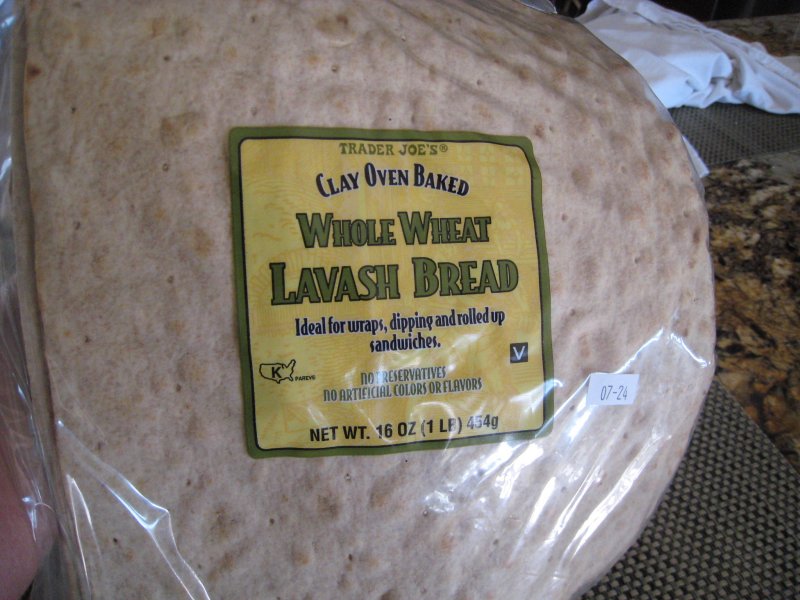 TRADER JOE'S®
CLAY OVEN BAKED
WHOLE WHEAT
LAVASH BREAD
Ideal for wraps, dipping and rolled up
sandwiches.
V
K
PAREVE
NO PRESERVATIVES
NO ARTIFICIAL COLORS OR FLAVORS
NET WT. 16 OZ (1 LB) 454g
07-24